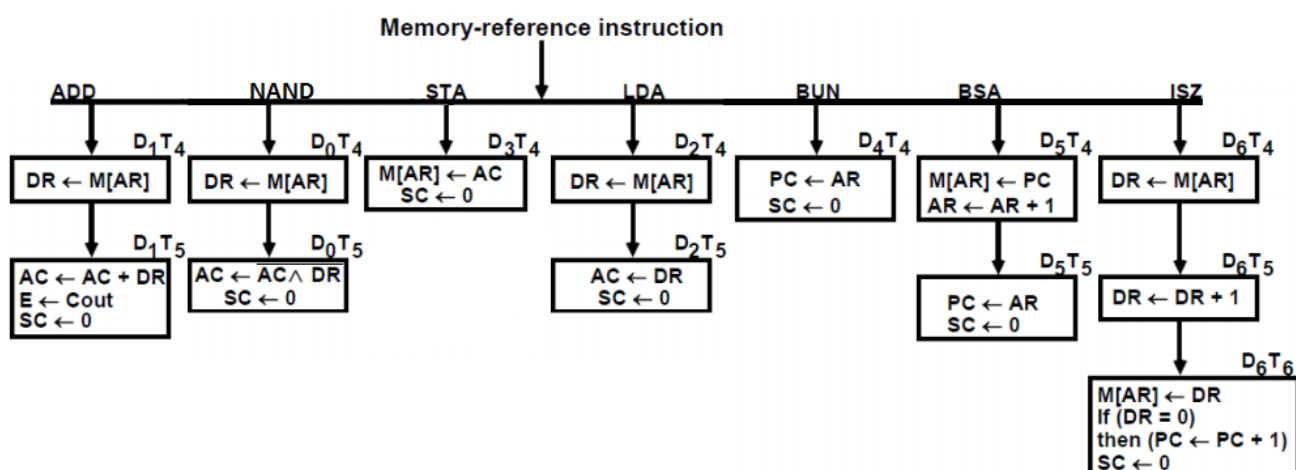 Memory-reference instruction
ADD NAND STA LDA BUN BSA ISZ
D₁T₄ D₀T₄ D₃T₄ D₂T₄ D₄T₄ D₅T₄ D₆T₄
DR ← M[AR]
DR ← M[AR]
M[AR] ← AC
SC ← 0
DR ← M[AR]
PC ← AR
SC ← 0
M[AR] ← PC
AR ← AR + 1
DR ← M[AR]
D₁T₅ D₀T₅ D₂T₅ D₅T₅ D₆T₅
AC ← AC + DR
E ← Cout
SC ← 0
AC ← A̅C̅ ̅∧̅ ̅D̅R̅
SC ← 0
AC ← DR
SC ← 0
PC ← AR
SC ← 0
DR ← DR + 1
D₆T₆
M[AR] ← DR
If (DR = 0)
then (PC ← PC + 1)
SC ← 0